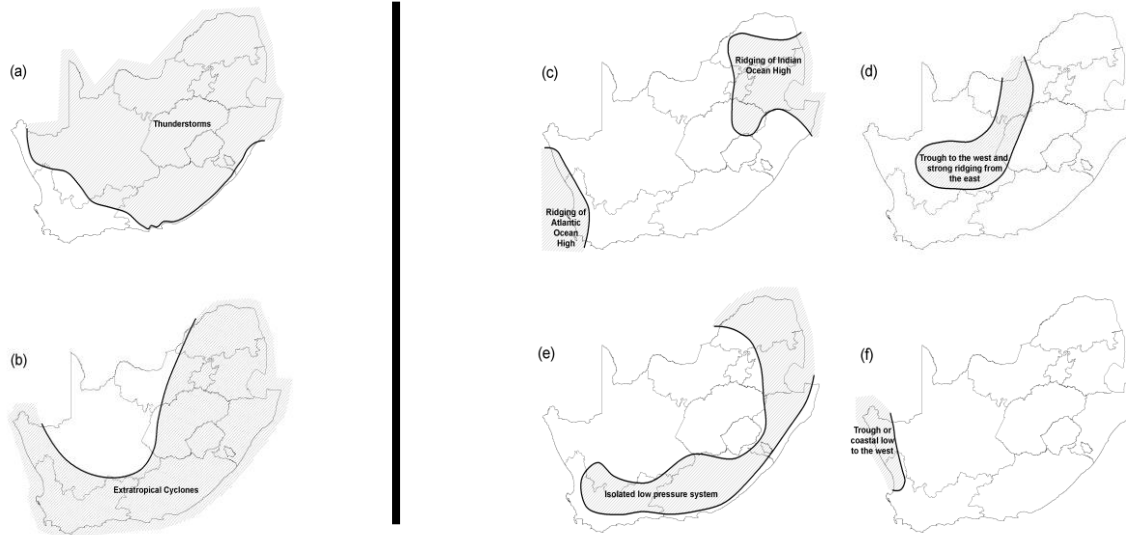 (a)
Thunderstorms
(b)
Extratropical Cyclones
(c)
Ridging of Indian
Ocean High
Ridging of
Atlantic
Ocean
High
(d)
Trough to the west and
strong ridging from
the east
(e)
Isolated low pressure system
(f)
Trough or
coastal low
to the west